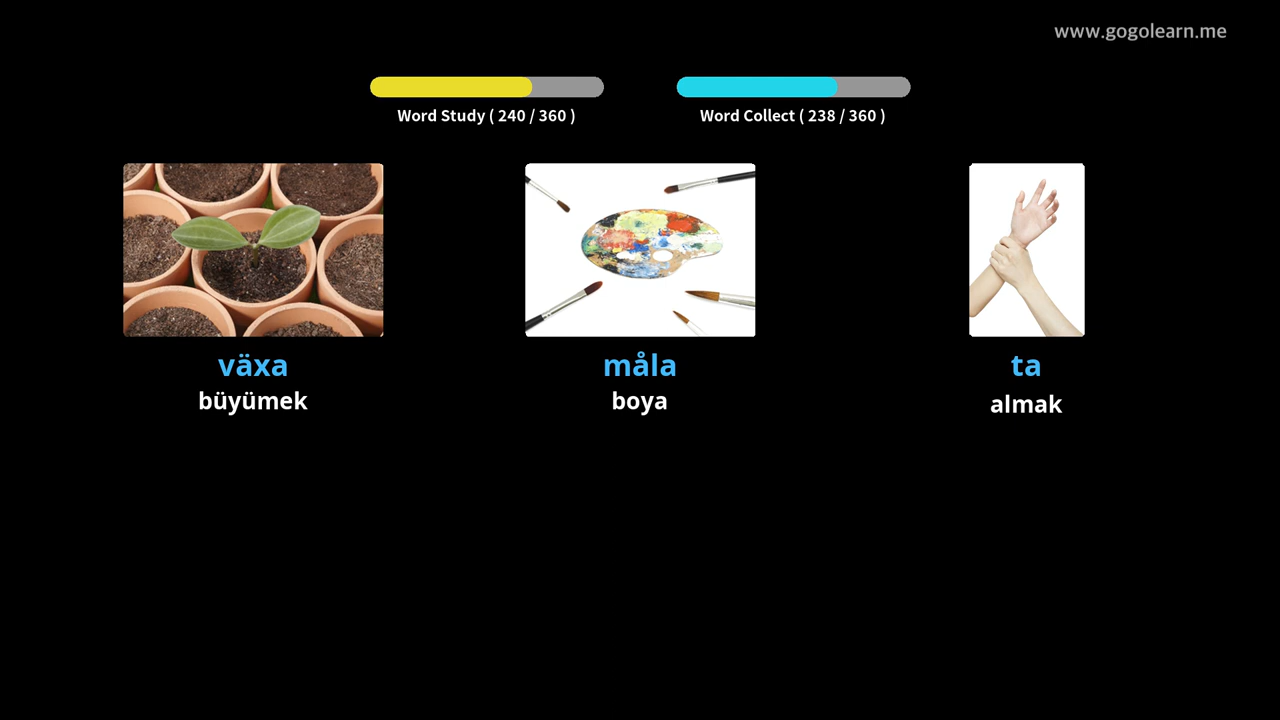 www.gogolearn.me
Word Study ( 240 / 360 )
Word Collect ( 238 / 360 )
växa
büyümek
måla
boya
ta
almak